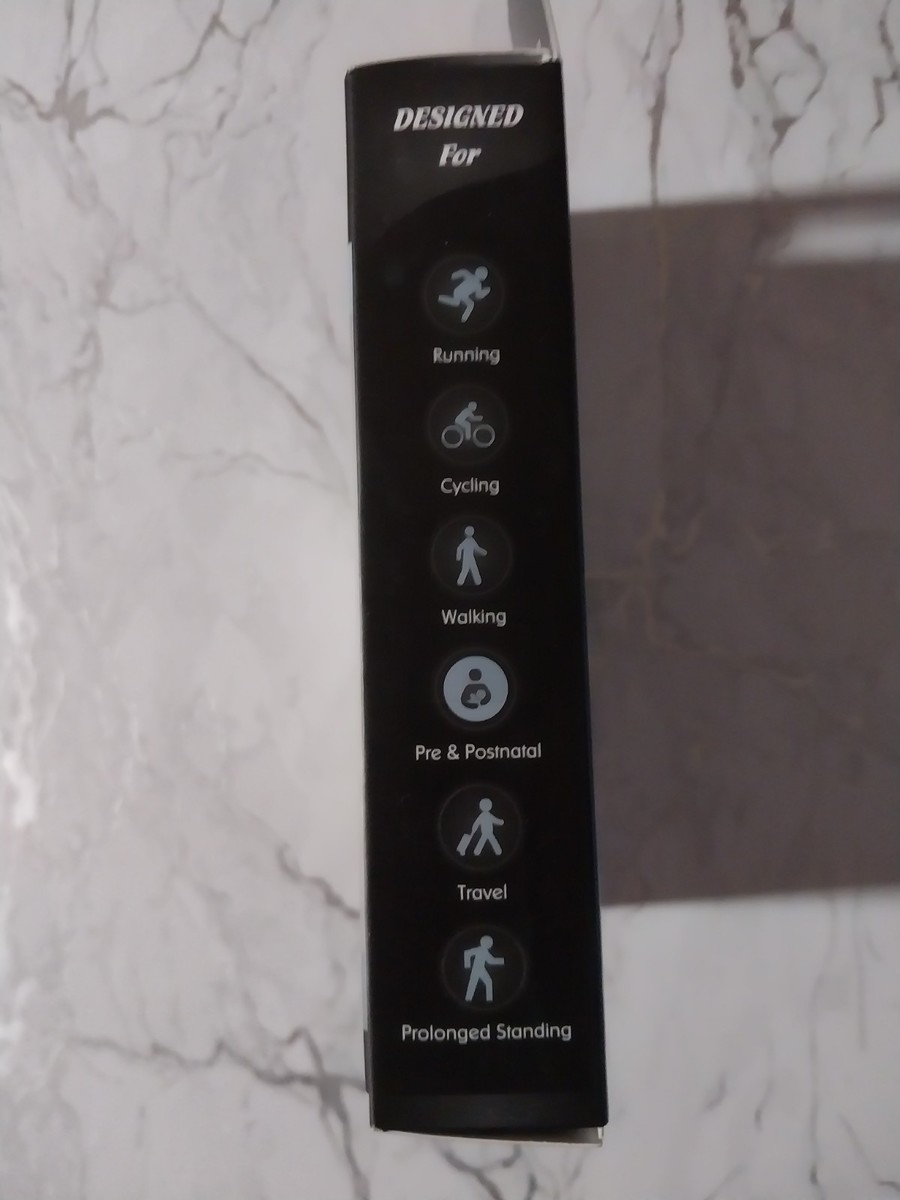 DESIGNED
For
Running
Cycling
Walking
Pre & Postnatal
Travel
Prolonged Standing